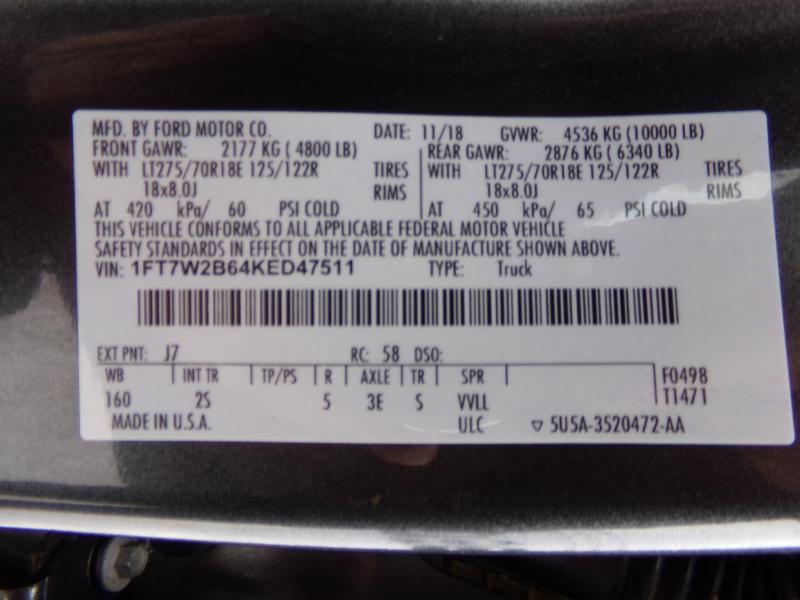 MFD. BY FORD MOTOR CO. DATE: 11/18 GVWR: 4536 KG (10000 LB)
FRONT GAWR: 2177 KG ( 4800 LB) REAR GAWR: 2876 KG ( 6340 LB)
WITH LT275/70R18E 125/122R TIRES WITH LT275/70R18E 125/122R TIRES
18x8.0J RIMS 18x8.0J RIMS
AT 420 kPa/ 60 PSI COLD AT 450 kPa/ 65 PSI COLD
THIS VEHICLE CONFORMS TO ALL APPLICABLE FEDERAL MOTOR VEHICLE
SAFETY STANDARDS IN EFFECT ON THE DATE OF MANUFACTURE SHOWN ABOVE.
VIN: 1FT7W2B64KED47511 TYPE: Truck
EXT PNT: J7 RC: 58 DSO:
WB INT TR TP/PS R AXLE TR SPR F0498
160 2S 5 3E S VVLL T1471
MADE IN U.S.A. ULC ▽ 5U5A-3520472-AA